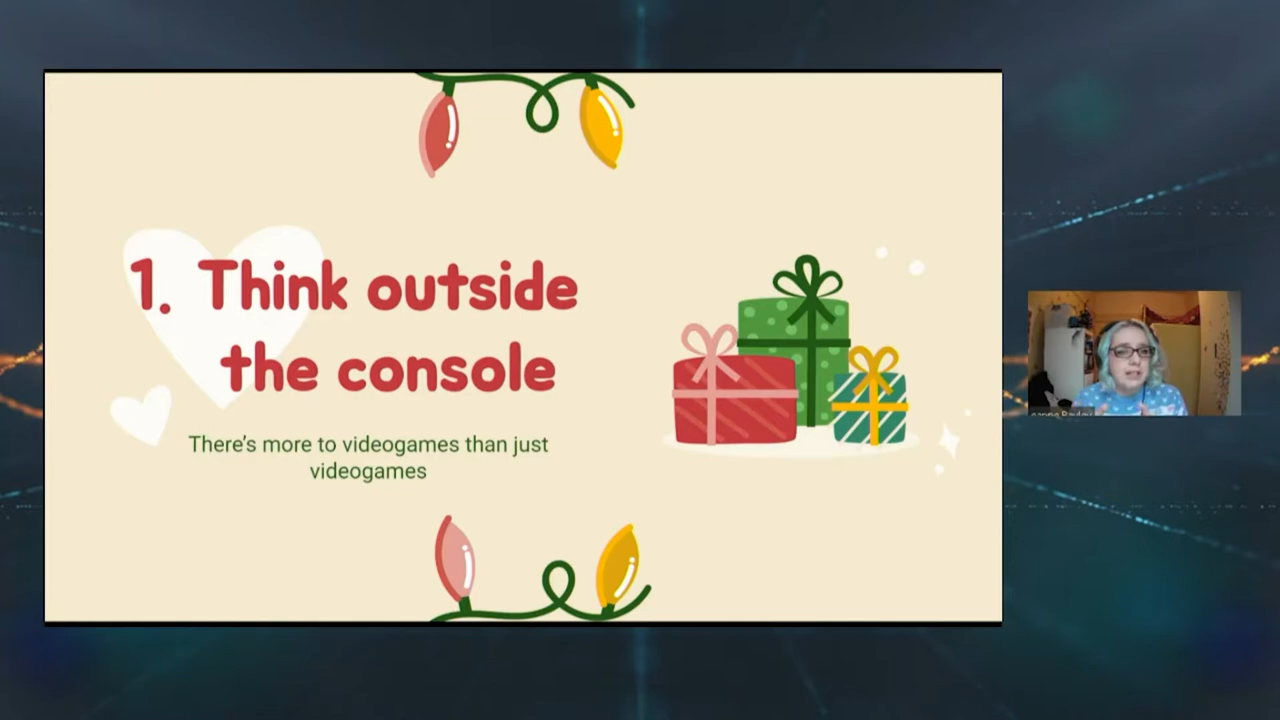 1. Think outside
the console
There's more to videogames than just
videogames